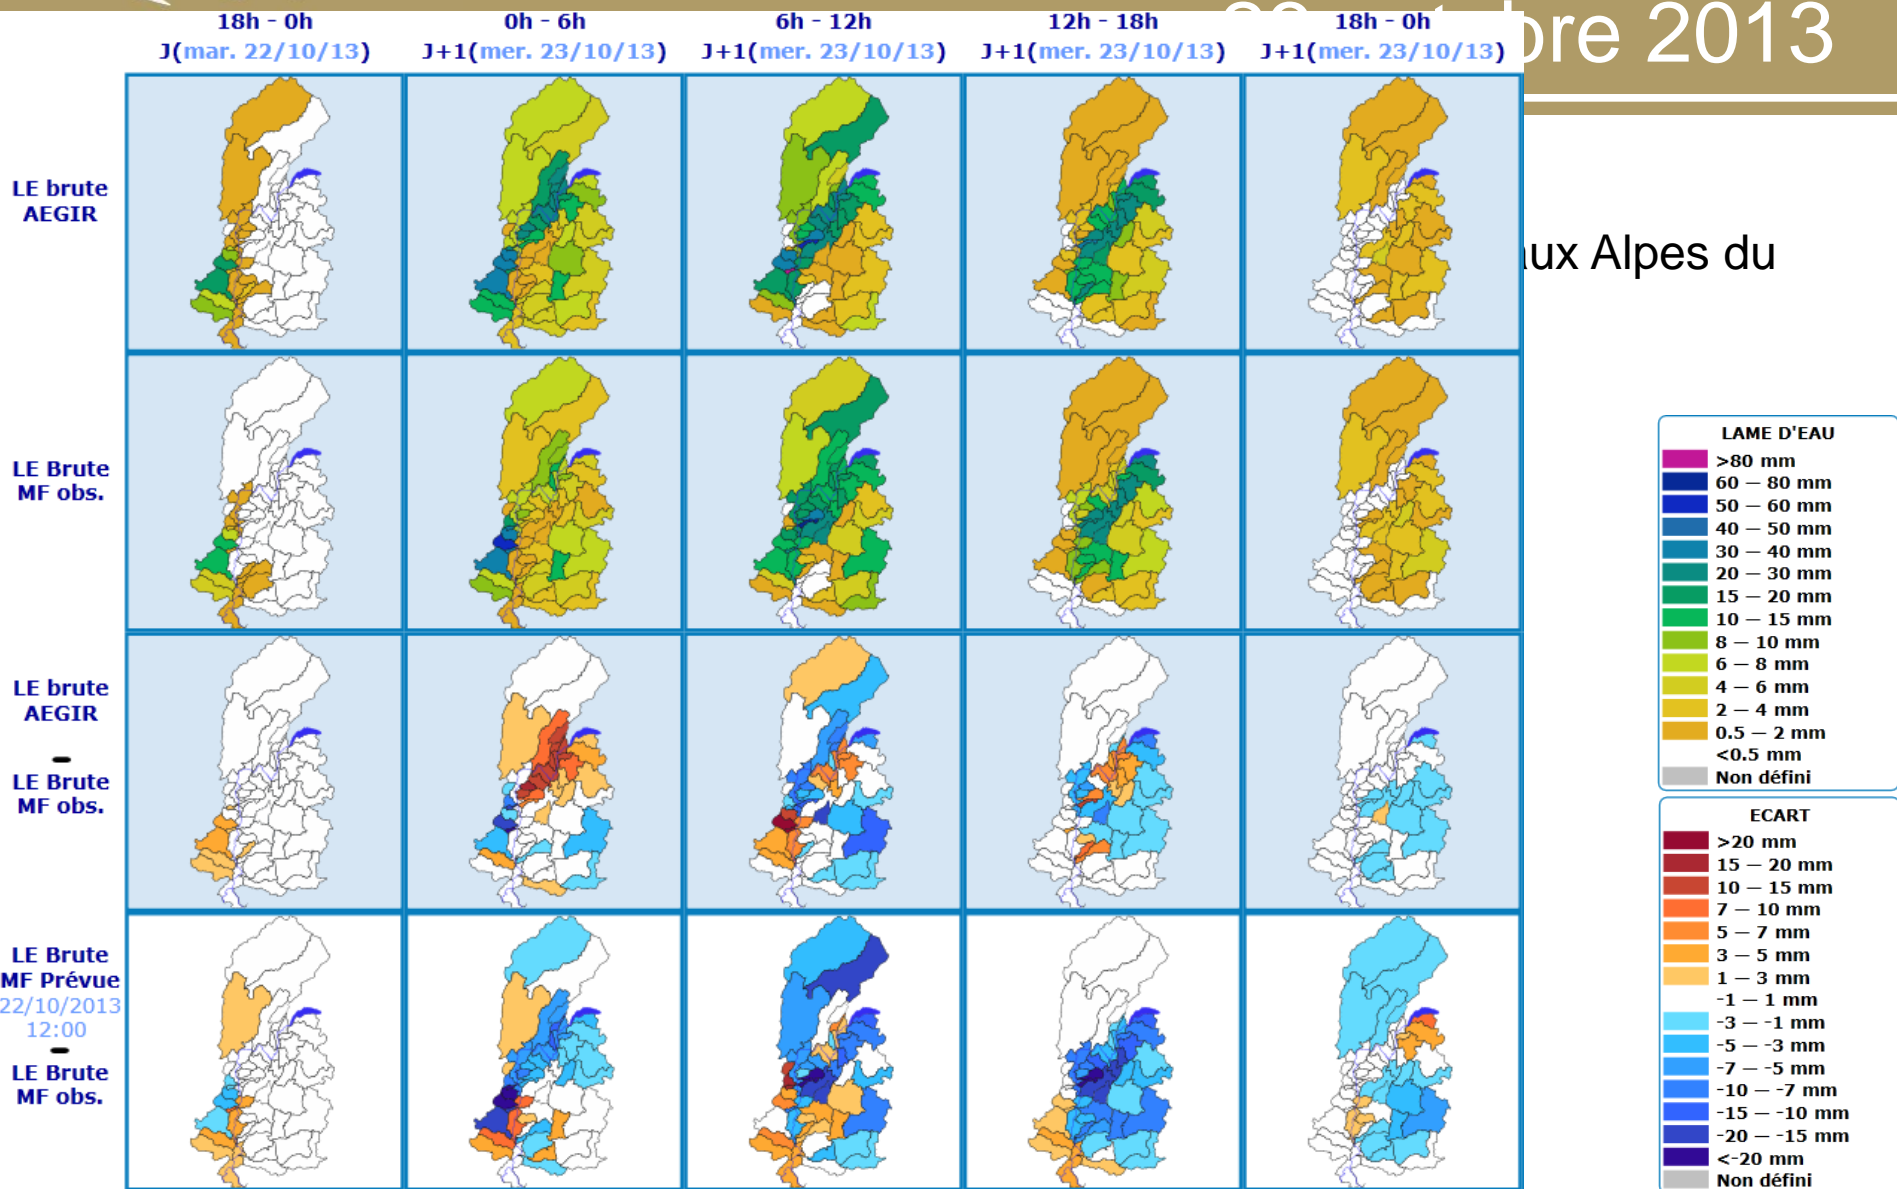 bre 2013
18h - 0h
0h - 6h
6h - 12h
12h - 18h
18h - 0h
J(mar. 22/10/13)
J+1(mer. 23/10/13)
J+1(mer. 23/10/13)
J+1(mer. 23/10/13)
J+1(mer. 23/10/13)
LE brute
AEGIR
aux Alpes du
LE Brute
MF obs.
LE brute
AEGIR
-
LE Brute
MF obs.
LE Brute
MF Prévue
22/10/2013
12:00
-
LE Brute
MF obs.
LAME D'EAU
>80 mm
60 — 80 mm
50 — 60 mm
40 — 50 mm
30 — 40 mm
20 — 30 mm
15 — 20 mm
10 — 15 mm
8 — 10 mm
6 — 8 mm
4 — 6 mm
2 — 4 mm
0.5 — 2 mm
<0.5 mm
Non défini
ECART
>20 mm
15 — 20 mm
10 — 15 mm
7 — 10 mm
5 — 7 mm
3 — 5 mm
1 — 3 mm
-1 — 1 mm
-3 — -1 mm
-5 — -3 mm
-7 — -5 mm
-10 — -7 mm
-15 — -10 mm
-20 — -15 mm
<-20 mm
Non défini